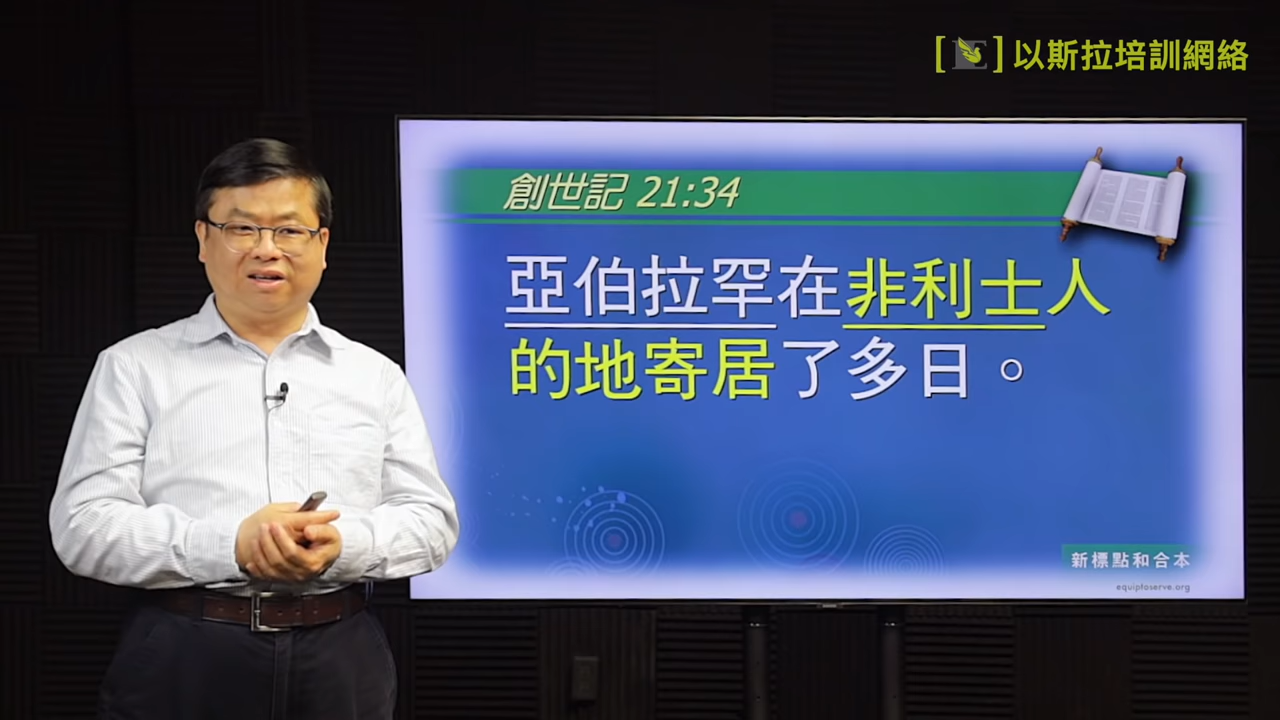 [E] 以斯拉培訓網絡
創世記 21:34
亞伯拉罕在非利士人
的地寄居了多日。
新標點和合本
equiptoserve.org